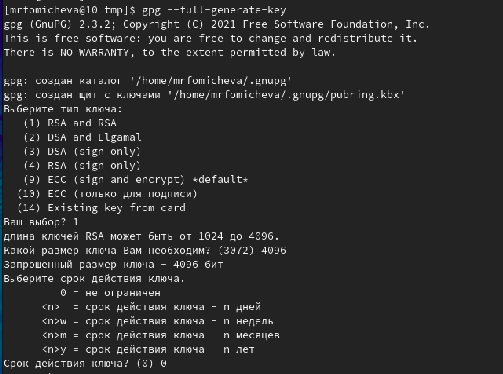 [mrfomicheva@10 tmp]$ gpg --full-generate-key
gpg (GnuPG) 2.3.2; Copyright (C) 2021 Free Software Foundation, Inc.
This is free software: you are free to change and redistribute it.
There is NO WARRANTY, to the extent permitted by law.

gpg: создан каталог '/home/mrfomicheva/.gnupg'
gpg: создан щит с ключами '/home/mrfomicheva/.gnupg/pubring.kbx'
Выберите тип ключа:
   (1) RSA and RSA
   (2) DSA and Elgamal
   (3) DSA (sign only)
   (4) RSA (sign only)
   (9) ECC (sign and encrypt) *default*
  (10) ECC (только для подписи)
  (14) Existing key from card
Ваш выбор? 1
длина ключей RSA может быть от 1024 до 4096.
Какой размер ключа Вам необходим? (3072) 4096
Запрошенный размер ключа - 4096 бит
Выберите срок действия ключа.
         0 = не ограничен
      <n>  = срок действия ключа - n дней
      <n>w = срок действия ключа - n недель
      <n>m = срок действия ключа - n месяцев
      <n>y = срок действия ключа - n лет
Срок действия ключа? (0) 0